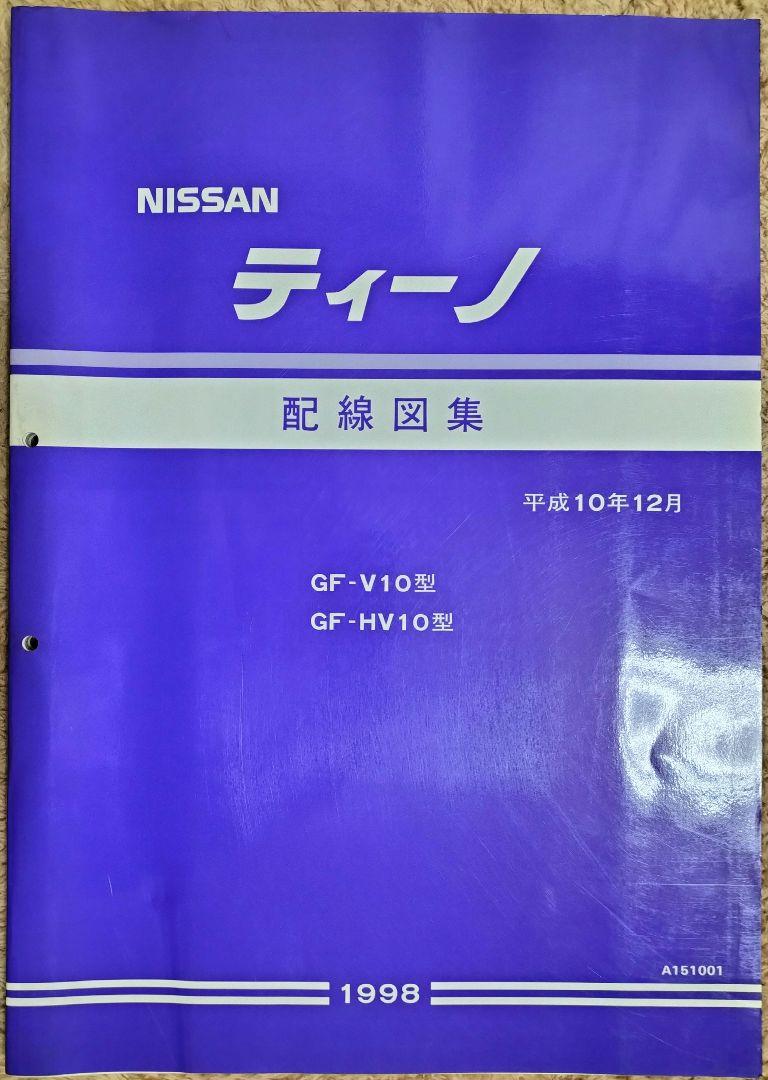 NISSAN
ティーノ
配線図集
平成10年12月
GF-V10型
GF-HV10型
A151001
1998